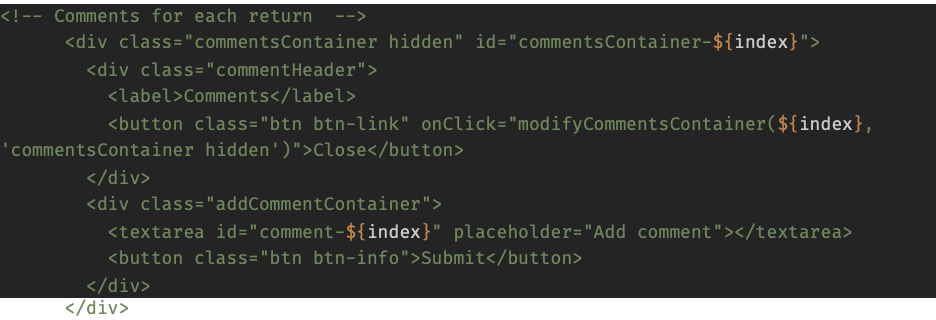 <!-- Comments for each return  -->
<div class="commentsContainer hidden" id="commentsContainer-${index}">
<div class="commentHeader">
<label>Comments</label>
<button class="btn btn-link" onClick="modifyCommentsContainer(${index},
'commentsContainer hidden')">Close</button>
</div>
<div class="addCommentContainer">
<textarea id="comment-${index}" placeholder="Add comment"></textarea>
<button class="btn btn-info">Submit</button>
</div>
</div>